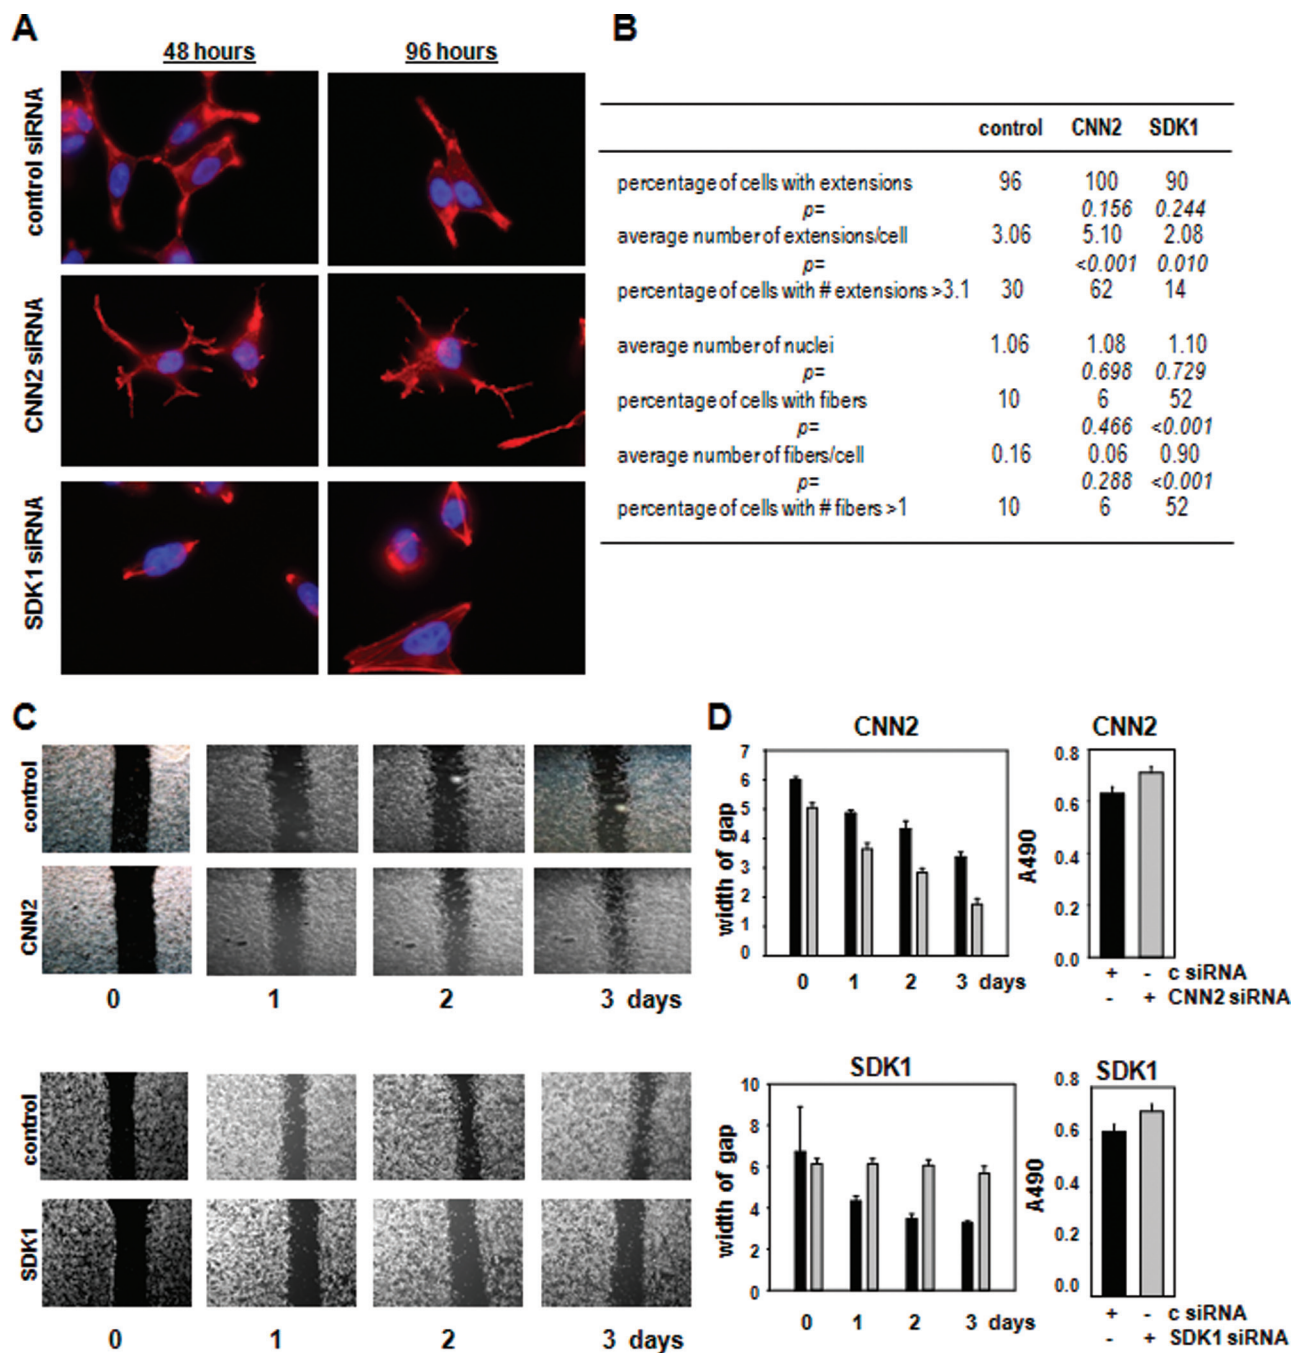 A
48 hours 96 hours
control siRNA
CNN2 siRNA
SDK1 siRNA
B
control CNN2 SDK1
percentage of cells with extensions 96 100 90
p= 0.156 0.244
average number of extensions/cell 3.06 5.10 2.08
p= <0.001 0.010
percentage of cells with # extensions >3.1 30 62 14
average number of nuclei 1.06 1.08 1.10
p= 0.698 0.729
percentage of cells with fibers 10 6 52
p= 0.466 <0.001
average number of fibers/cell 0.16 0.06 0.90
p= 0.288 <0.001
percentage of cells with # fibers >1 10 6 52
C
control
CNN2
0 1 2 3 days
control
SDK1
0 1 2 3 days
D
CNN2
width of gap
7
6
5
4
3
2
1
0
0 1 2 3 days
CNN2
A490
0.8
0.6
0.4
0.2
0.0
+ - c siRNA
- + CNN2 siRNA
SDK1
width of gap
10
8
6
4
2
0
0 1 2 3 days
SDK1
A490
0.8
0.6
0.4
0.2
0.0
+ - c siRNA
- + SDK1 siRNA